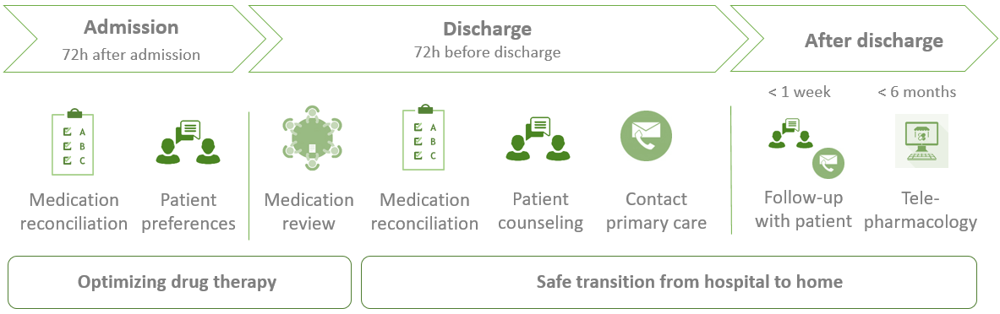 Admission
72h after admission
Discharge
72h before discharge
After discharge
< 1 week
< 6 months
A
B
C
A
B
C
Medication
reconciliation
Patient
preferences
Medication
review
Medication
reconciliation
Patient
counseling
Contact
primary care
Follow-up
with patient
Tele-
pharmacology
Optimizing drug therapy
Safe transition from hospital to home